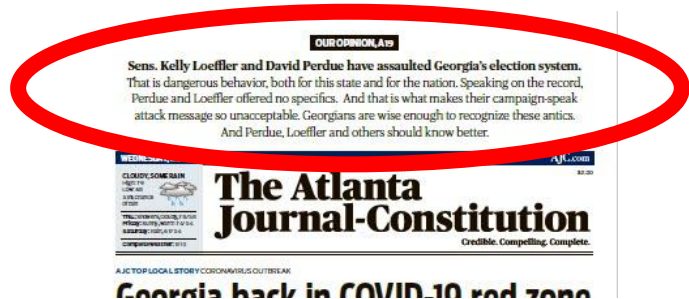 OUR OPINION, A19
Sens. Kelly Loeffler and David Perdue have assaulted Georgia's election system.
That is dangerous behavior, both for this state and for the nation. Speaking on the record,
Perdue and Loeffler offered no specifics. And that is what makes their campaign-speak
attack message so unacceptable. Georgians are wise enough to recognize these antics.
And Perdue, Loeffler and others should know better.
AJC.com
CLOUDY, SOME RAIN
The Atlanta
Journal-Constitution
Credible. Compelling. Complete.
AJC TOP LOCAL STORY CORONAVIRUS OUTBREAK
Georgia back in COVID-19 red zone